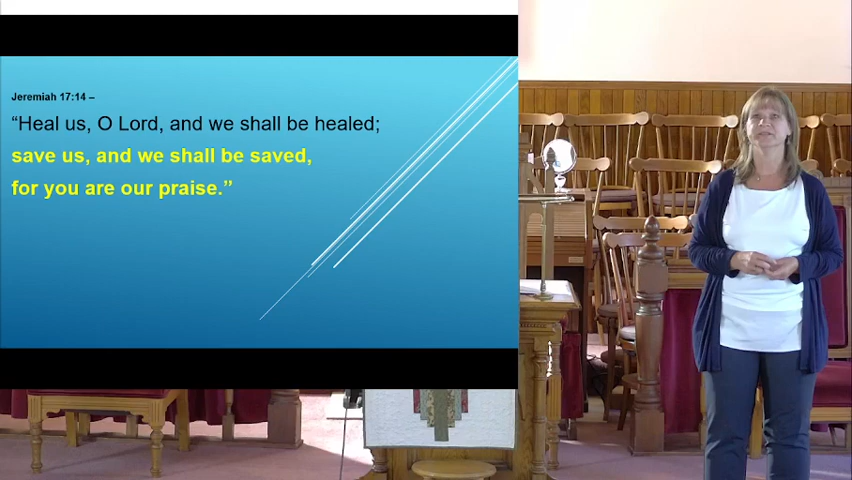 Jeremiah 17:14 –
“Heal us, O Lord, and we shall be healed;
save us, and we shall be saved,
for you are our praise.”